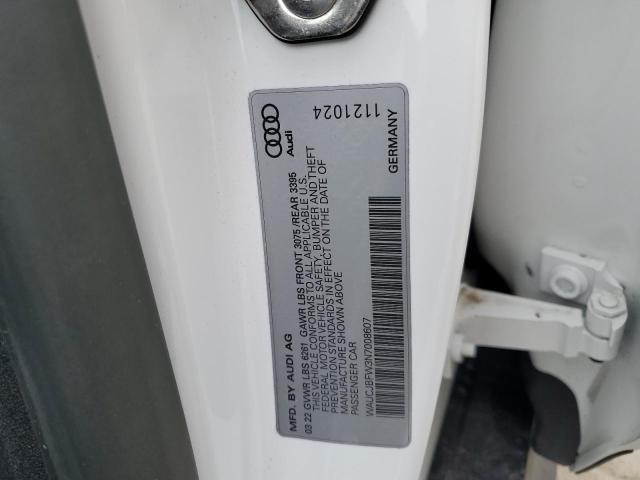 Audi
11121024
MFD. BY AUDI AG
GERMANY
03 22 GVWR LBS 6261 GAWR LBS FRONT 3075/REAR 3395
THIS VEHICLE CONFORMS TO ALL APPLICABLE U.S.
FEDERAL MOTOR VEHICLE SAFETY, BUMPER AND THEFT
PREVENTION STANDARDS IN EFFECT ON THE DATE OF
MANUFACTURE SHOWN ABOVE
PASSENGER CAR
WAUCJBFW3N7008607